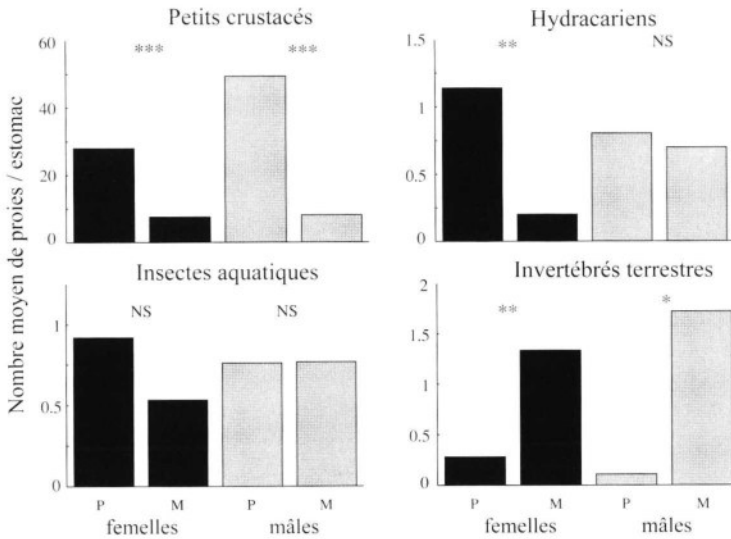 Petits crustacés
60
40
20
0
*** ***
Hydracariens
1.5
1
0.5
0
** NS
Nombre moyen de proies / estomac
Insectes aquatiques
1
0.5
0
NS NS
P M P M
femelles mâles
Invertébrés terrestres
2
1.5
1
0.5
0
** *
P M P M
femelles mâles